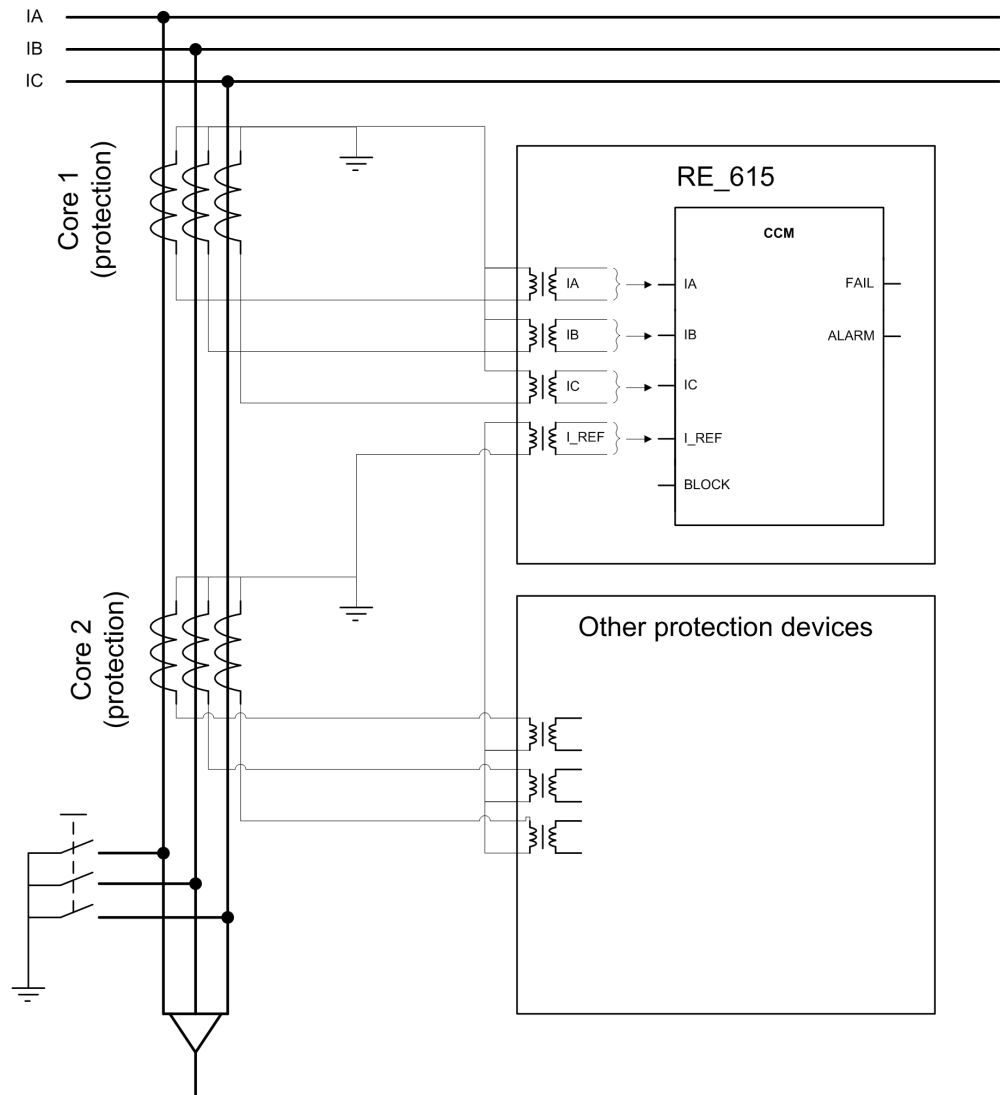 IA
IB
IC
Core 1
(protection)
RE_615
CCM
IA
IA
FAIL
IB
IB
ALARM
IC
IC
I_REF
I_REF
BLOCK
Core 2
(protection)
Other protection devices